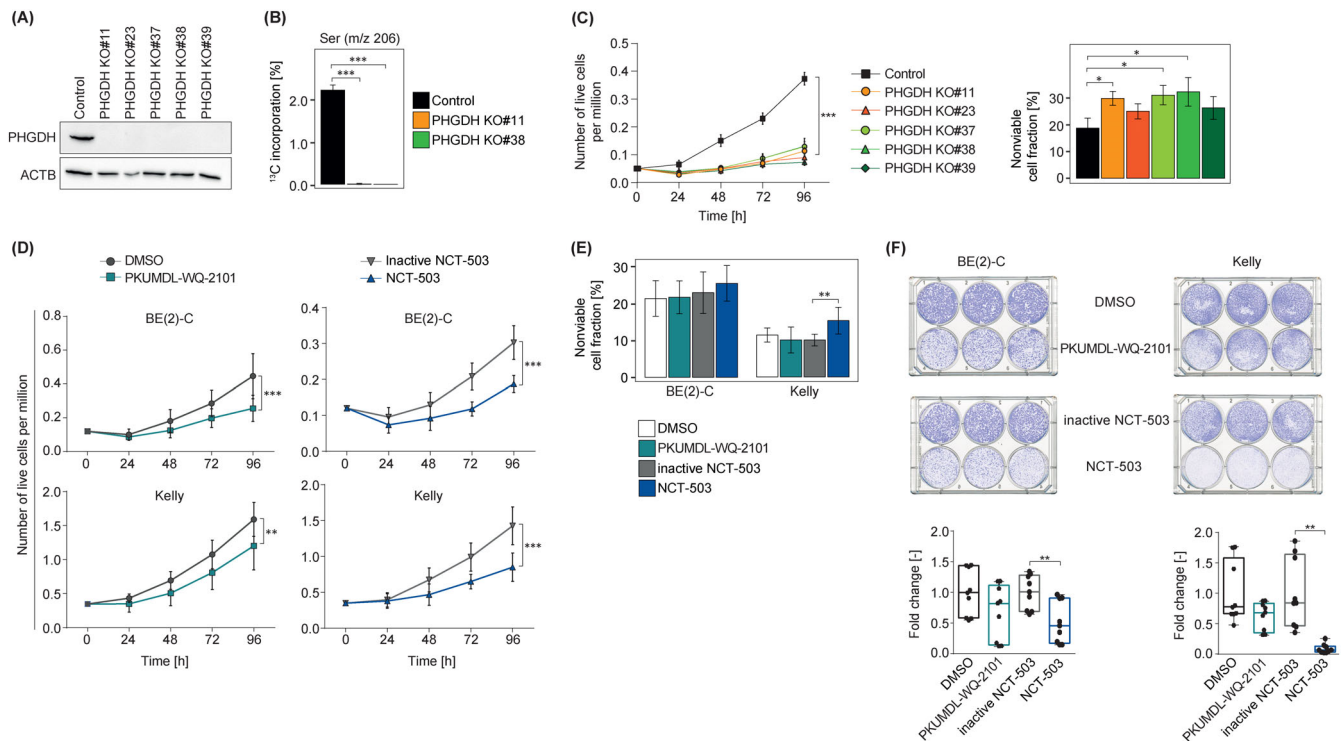 (A)
Control
PHGDH KO#11
PHGDH KO#23
PHGDH KO#37
PHGDH KO#38
PHGDH KO#39
PHGDH
ACTB
(B)
Ser (m/z 206)
***
***
¹³C incorporation [%]
2.0
1.0
0.0
Control
PHGDH KO#11
PHGDH KO#38
(C)
Number of live cells
per million
0.5
0.4
0.3
0.2
0.1
0.0
0 24 48 72 96
Time [h]
***
Control
PHGDH KO#11
PHGDH KO#23
PHGDH KO#37
PHGDH KO#38
PHGDH KO#39
Nonviable
cell fraction [%]
30
20
10
0
*
*
*
(D)
DMSO
PKUMDL-WQ-2101
Inactive NCT-503
NCT-503
Number of live cells per million
BE(2)-C
0.8
0.6
0.4
0.2
0.0
0 24 48 72 96
***
BE(2)-C
0.4
0.3
0.2
0.1
0.0
0 24 48 72 96
***
Kelly
2.0
1.5
1.0
0.5
0.0
0 24 48 72 96
Time [h]
**
Kelly
2.0
1.5
1.0
0.5
0.0
0 24 48 72 96
Time [h]
***
(E)
Nonviable
cell fraction [%]
30
20
10
0
**
BE(2)-C
Kelly
DMSO
PKUMDL-WQ-2101
inactive NCT-503
NCT-503
(F)
BE(2)-C
Kelly
DMSO
PKUMDL-WQ-2101
inactive NCT-503
NCT-503
Fold change [-]
2.0
1.5
1.0
0.5
0.0
**
DMSO
PKUMDL-WQ-2101
inactive NCT-503
NCT-503
Fold change [-]
2.0
1.5
1.0
0.5
0.0
**
DMSO
PKUMDL-WQ-2101
inactive NCT-503
NCT-503